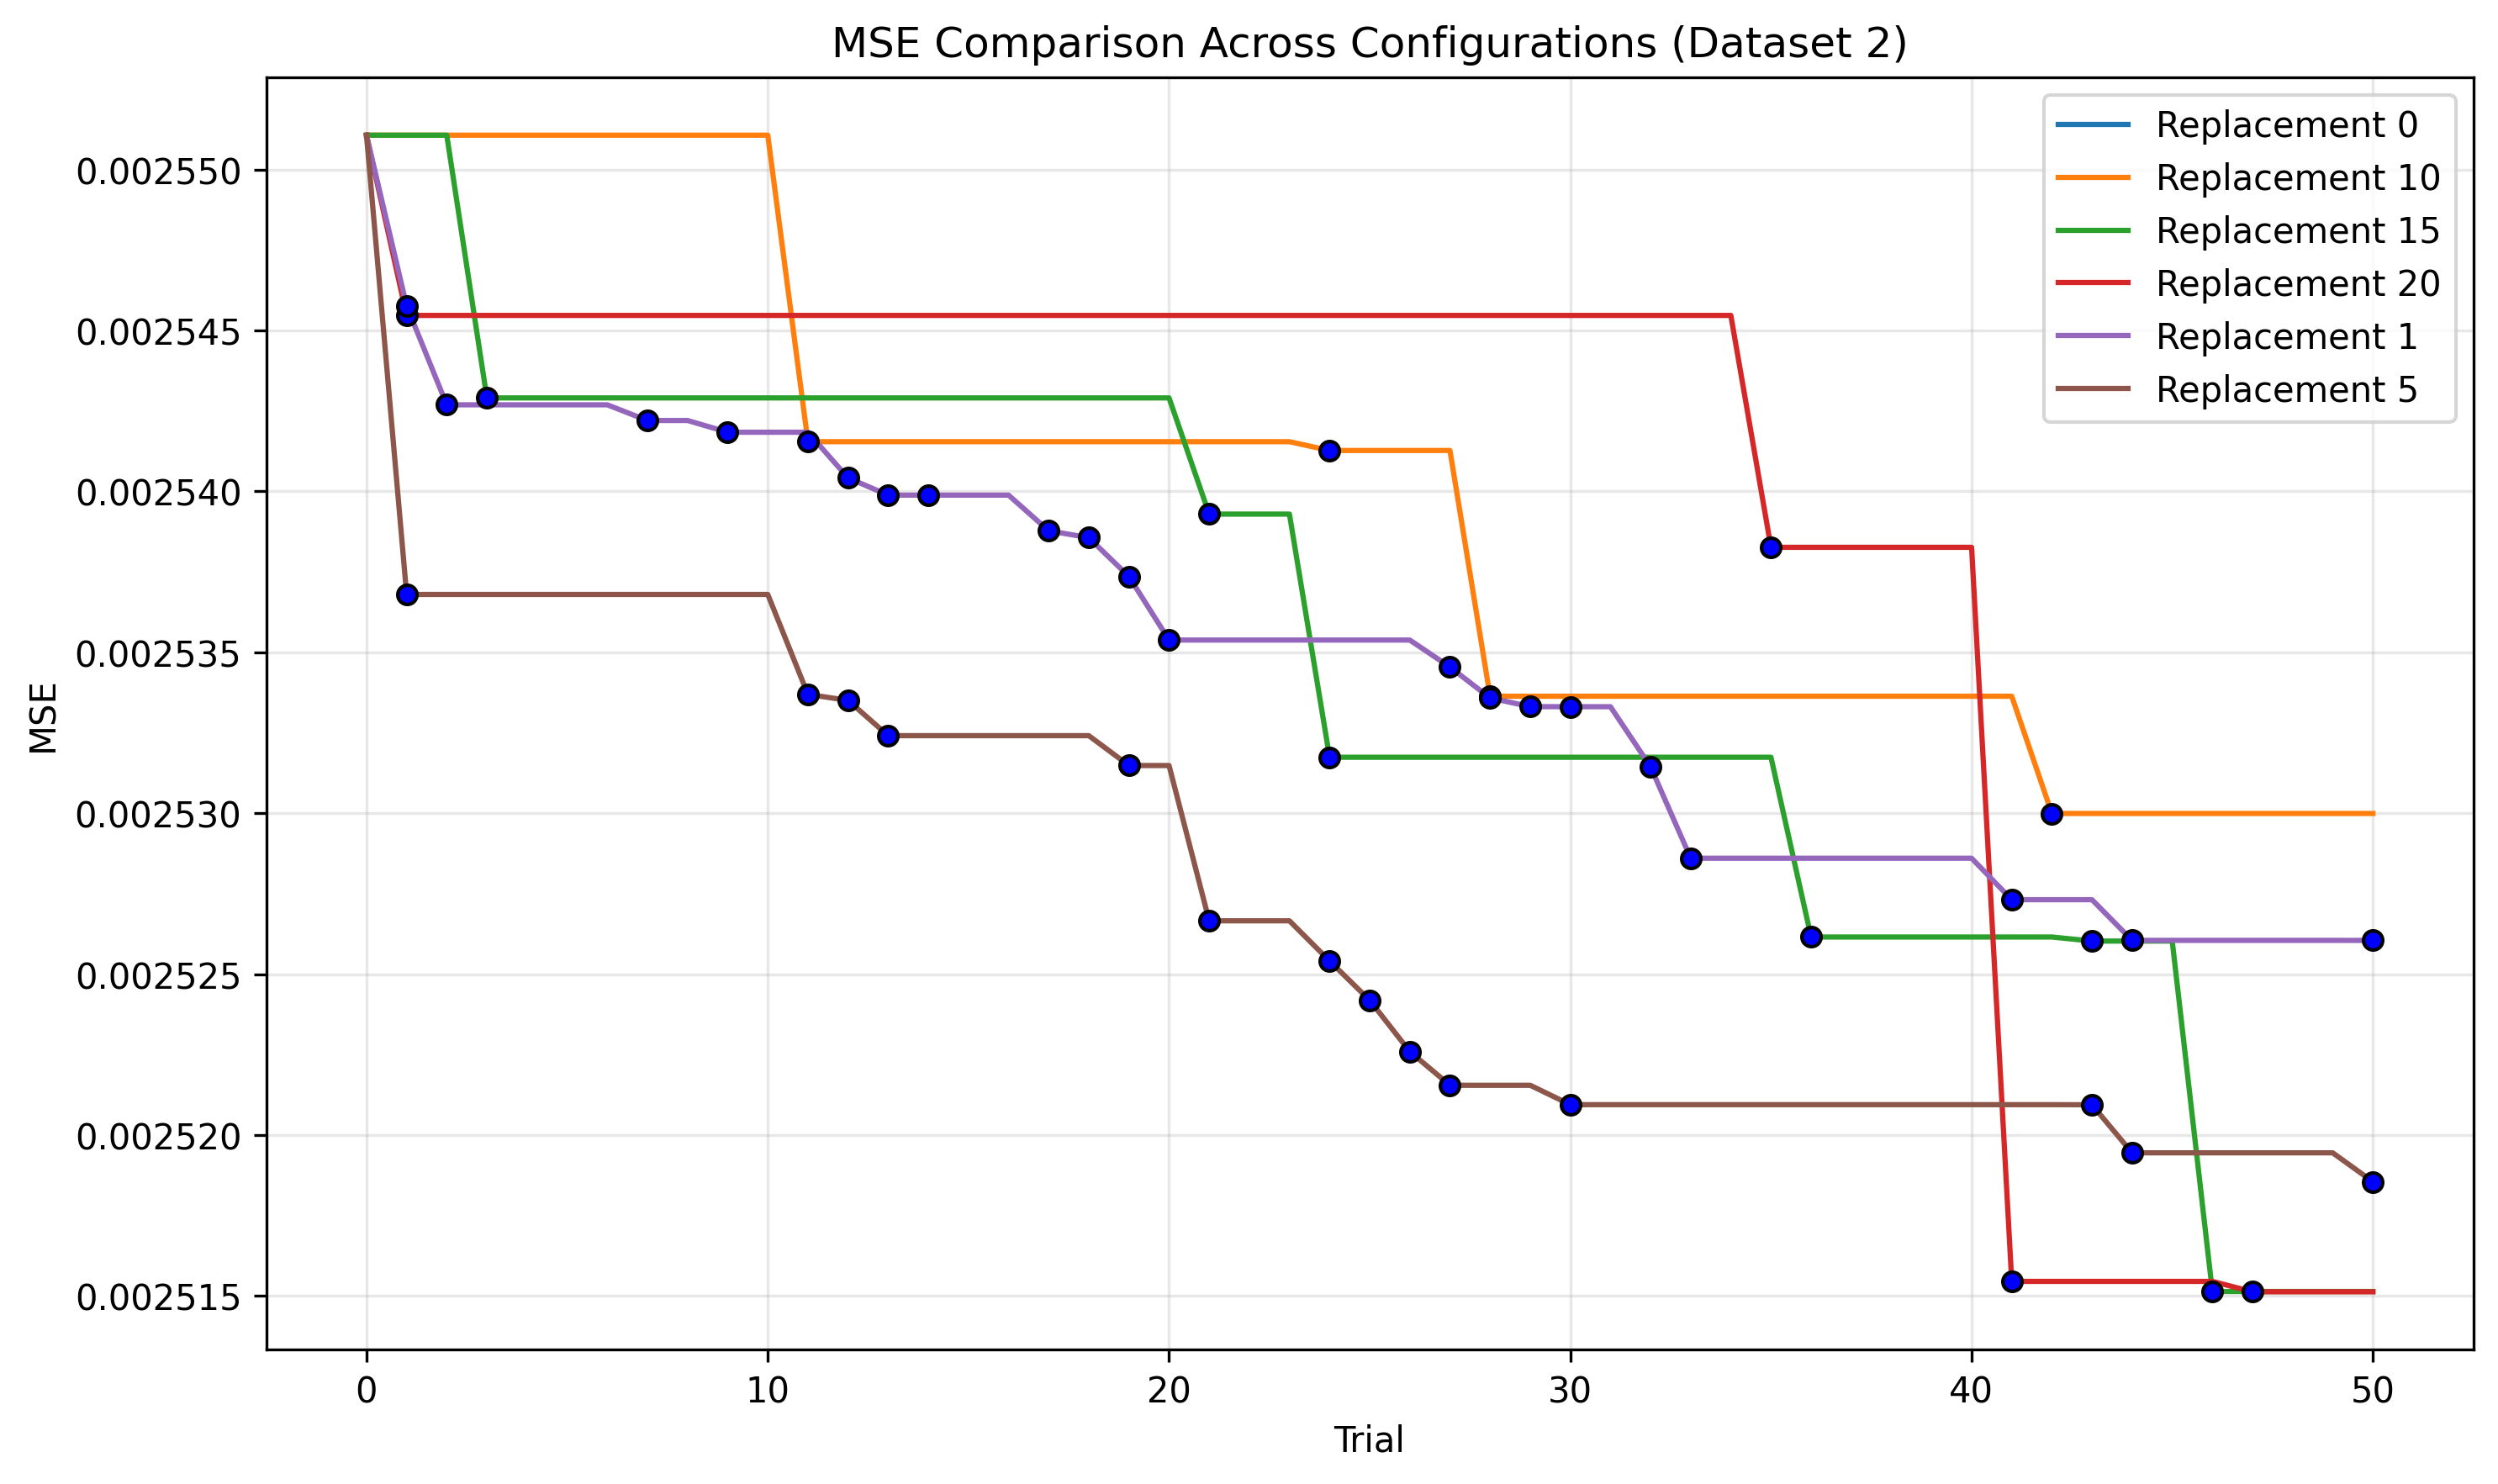 MSE Comparison Across Configurations (Dataset 2)
Replacement 0
Replacement 10
Replacement 15
Replacement 20
Replacement 1
Replacement 5
0.002550
0.002545
0.002540
0.002535
0.002530
0.002525
0.002520
0.002515
MSE
0 10 20 30 40 50
Trial